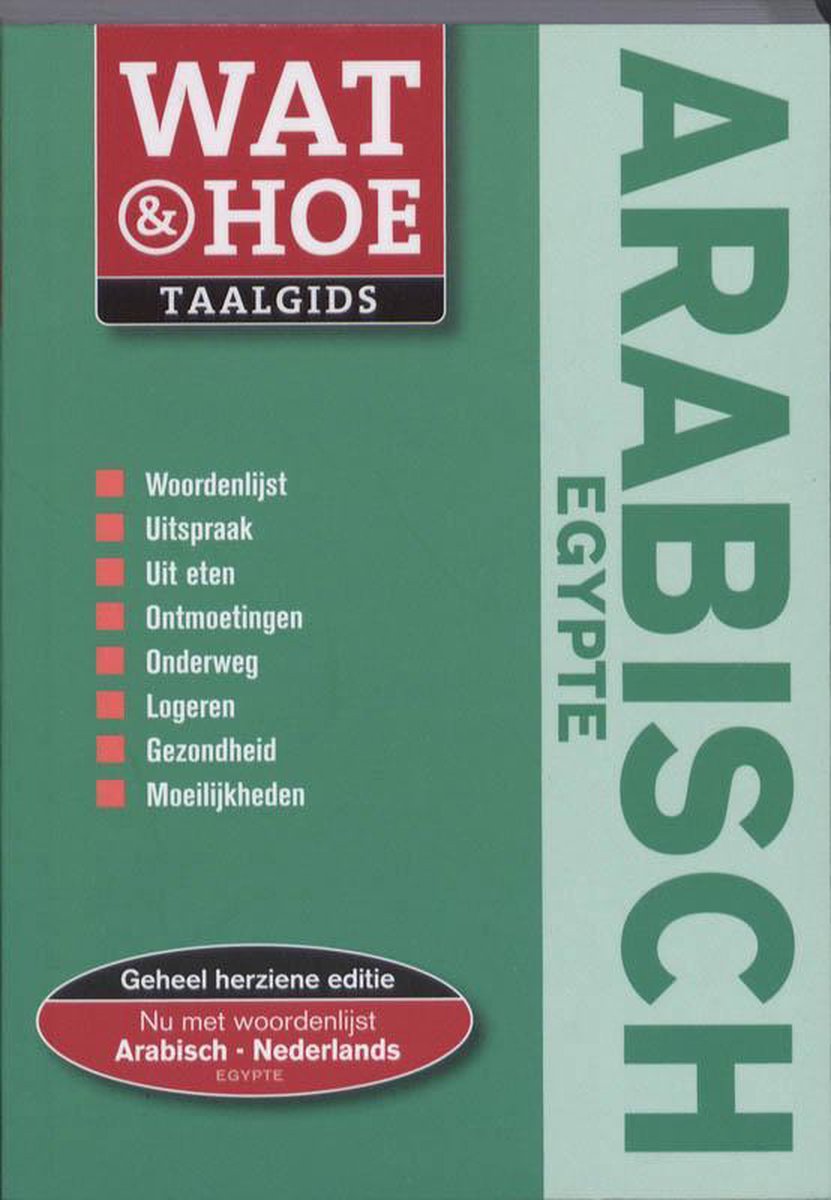 WAT
& HOE
TAALGIDS
ARABISCH
EGYPTE
Woordenlijst
Uitspraak
Uit eten
Ontmoetingen
Onderweg
Logeren
Gezondheid
Moeilijkheden
Geheel herziene editie
Nu met woordenlijst
Arabisch - Nederlands
EGYPTE